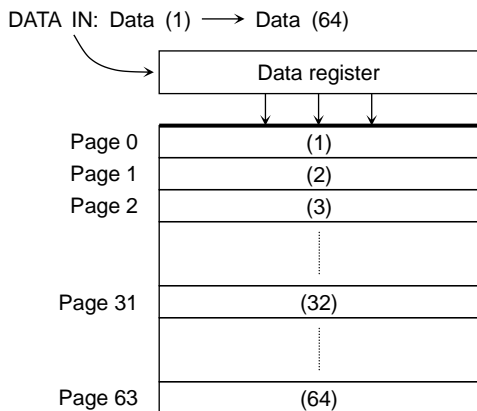 DATA IN: Data (1) ⟶ Data (64)
Data register
Page 0 (1)
Page 1 (2)
Page 2 (3)
Page 31 (32)
Page 63 (64)